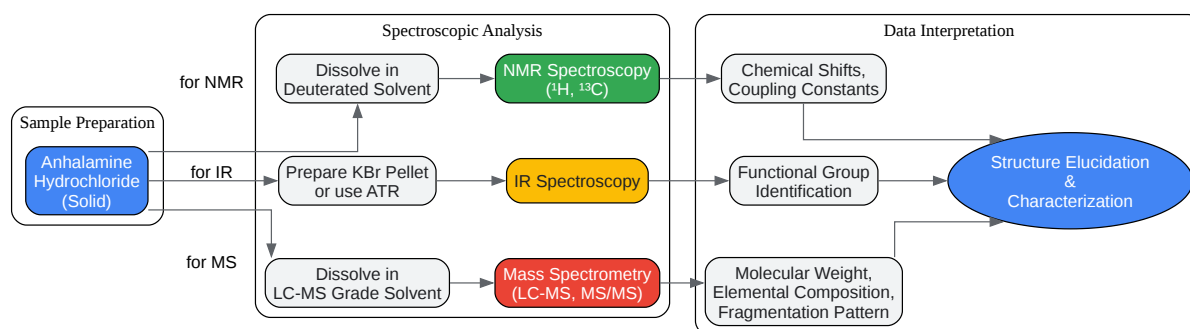 Sample Preparation
Anhalamine
Hydrochloride
(Solid)
for NMR
for IR
for MS
Spectroscopic Analysis
Dissolve in
Deuterated Solvent
NMR Spectroscopy
(¹H, ¹³C)
Prepare KBr Pellet
or use ATR
IR Spectroscopy
Dissolve in
LC-MS Grade Solvent
Mass Spectrometry
(LC-MS, MS/MS)
Data Interpretation
Chemical Shifts,
Coupling Constants
Functional Group
Identification
Molecular Weight,
Elemental Composition,
Fragmentation Pattern
Structure Elucidation
&
Characterization